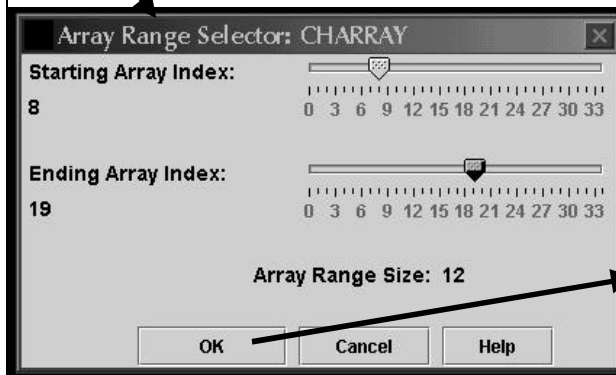 Array Range Selector: CHARRAY
Starting Array Index:
8
0 3 6 9 12 15 18 21 24 27 30 33
Ending Array Index:
19
0 3 6 9 12 15 18 21 24 27 30 33
Array Range Size: 12
OK Cancel Help